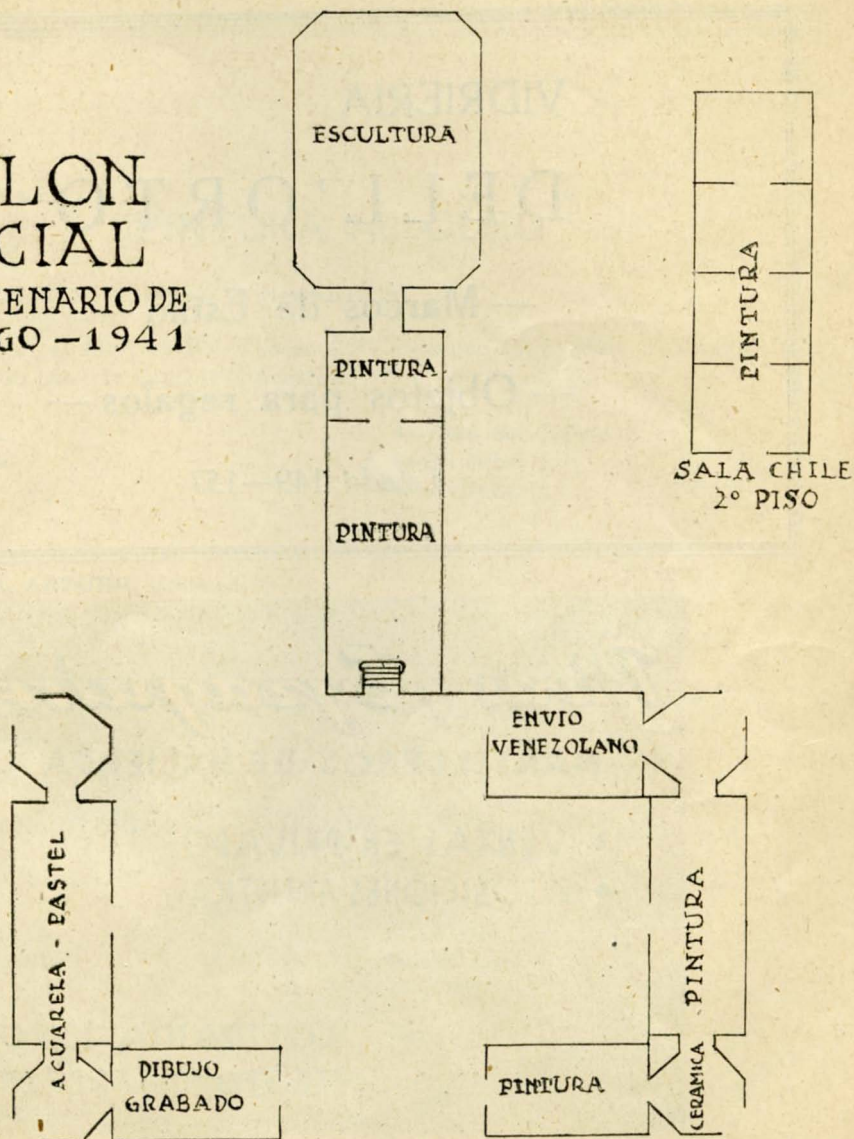 LON
CIAL
ENARIO DE
GO - 1941
ESCULTURA
PINTURA
PINTURA
PINTURA
SALA CHILE
2º PISO
ENVIO
VENEZOLANO
ACUARELA - PASTEL
PINTURA
DIBUJO
GRABADO
PINTURA
CERAMICA